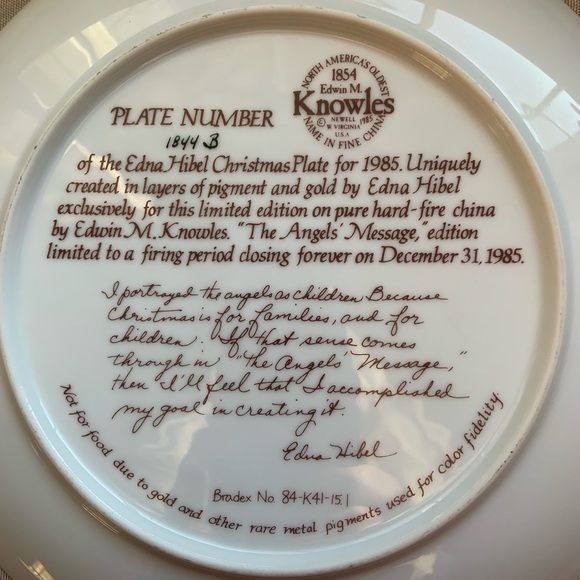 NORTH AMERICA'S OLDEST
1854
Edwin M.
Knowles
© NEWELL 1985
W VIRGINIA
U.S.A
NAME IN FINE CHINA
PLATE NUMBER
1844 B
of the Edna Hibel Christmas Plate for 1985. Uniquely
created in layers of pigment and gold by Edna Hibel
exclusively for this limited edition on pure hard-fire china
by Edwin M. Knowles. "The Angels' Message," edition
limited to a firing period closing forever on December 31, 1985.
I portrayed the angels as children Because
Christmas is for families, and for
children. If that sense comes
through in "The Angels' Message,"
then I'll feel that I accomplished
my goal in creating it.
Edna Hibel
Bradex No. 84-K41-15.1
Not for food due to gold and other rare metal pigments used for color fidelity